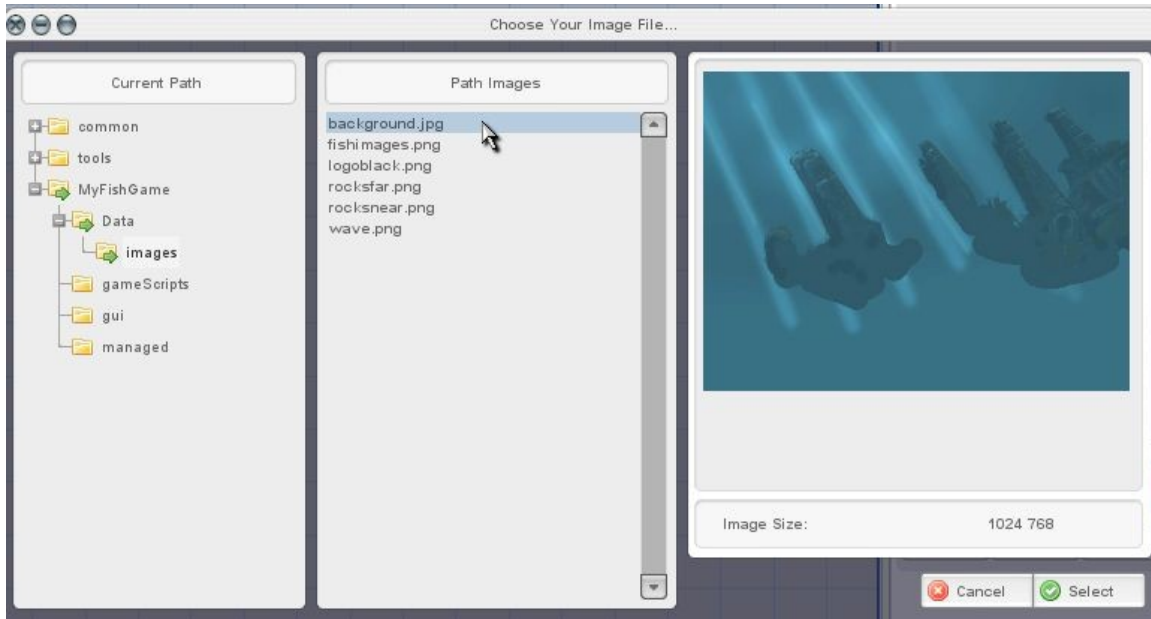 Choose Your Image File...
Current Path
common
tools
MyFishGame
Data
images
gameScripts
gui
managed
Path Images
background.jpg
fishimages.png
logoblack.png
rocksfar.png
rocksnear.png
wave.png
Image Size: 1024 768
Cancel
Select